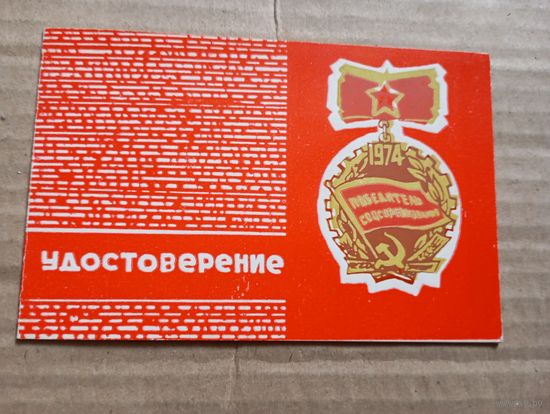 1974
ПОБЕДИТЕЛЬ
СОЦСОРЕВНОВАНИЯ
удостоверение